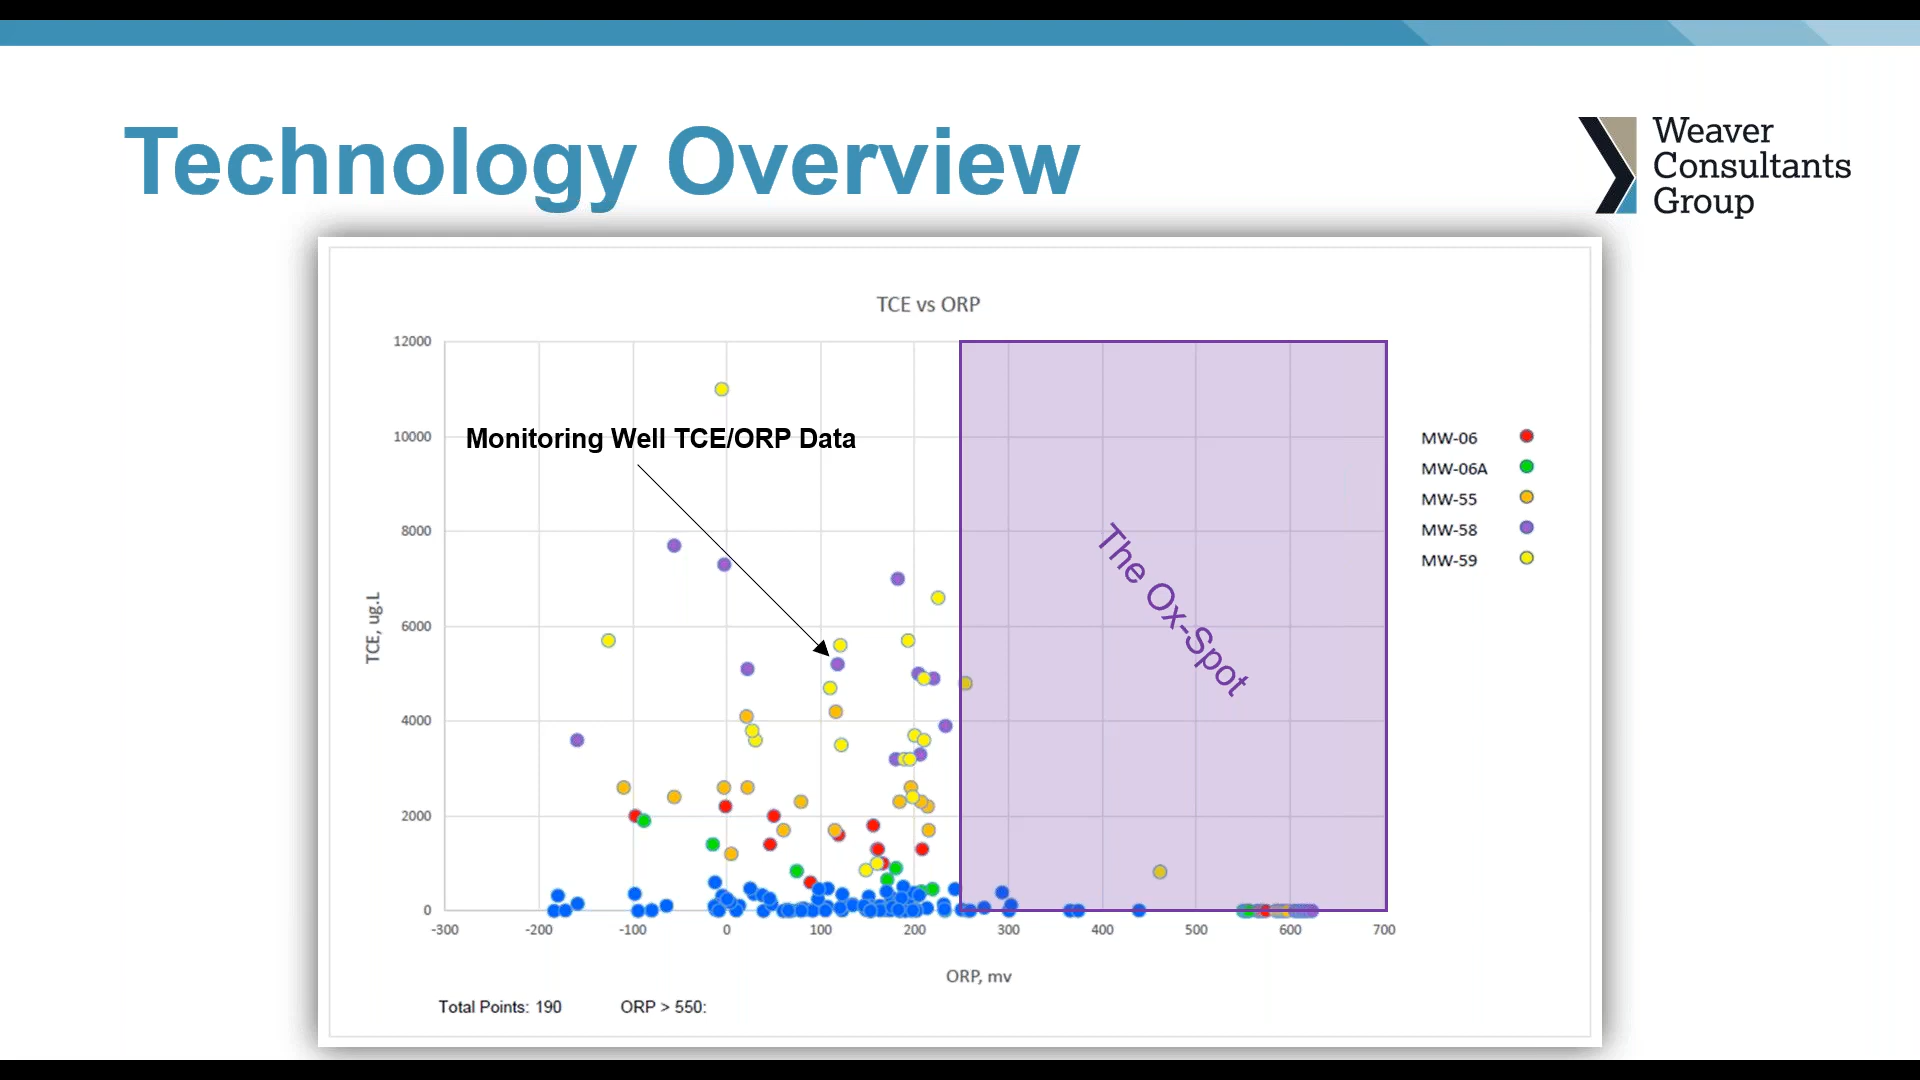 Technology Overview
Weaver
Consultants
Group
TCE vs ORP
12000
10000
8000
6000
4000
2000
0
TCE, ug.L
Monitoring Well TCE/ORP Data
The Ox-Spot
MW-06
MW-06A
MW-55
MW-58
MW-59
-300 -200 -100 0 100 200 300 400 500 600 700
ORP, mv
Total Points: 190 ORP > 550: